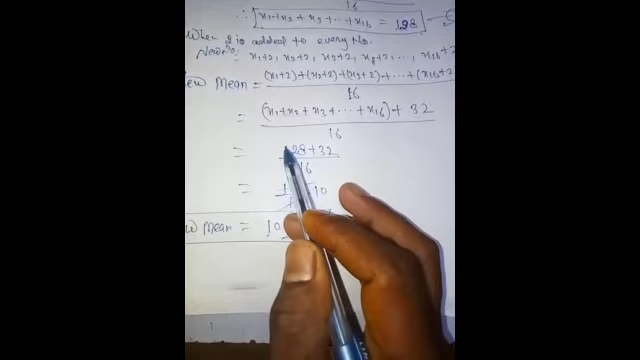 16
∴ x₁+x₂+x₃+⋯+x₁₆ = 128
When 2 is added to every No.
x₁+2, x₂+2, x₃+2, x₄+2, ..., x₁₆+2
ew Mean = (x₁+2)+(x₂+2)+(x₃+2)+⋯+(x₁₆+2
16
= (x₁+x₂+x₃+⋯+x₁₆)+32
16
= 128+32
16
= 10
w Mean = 10